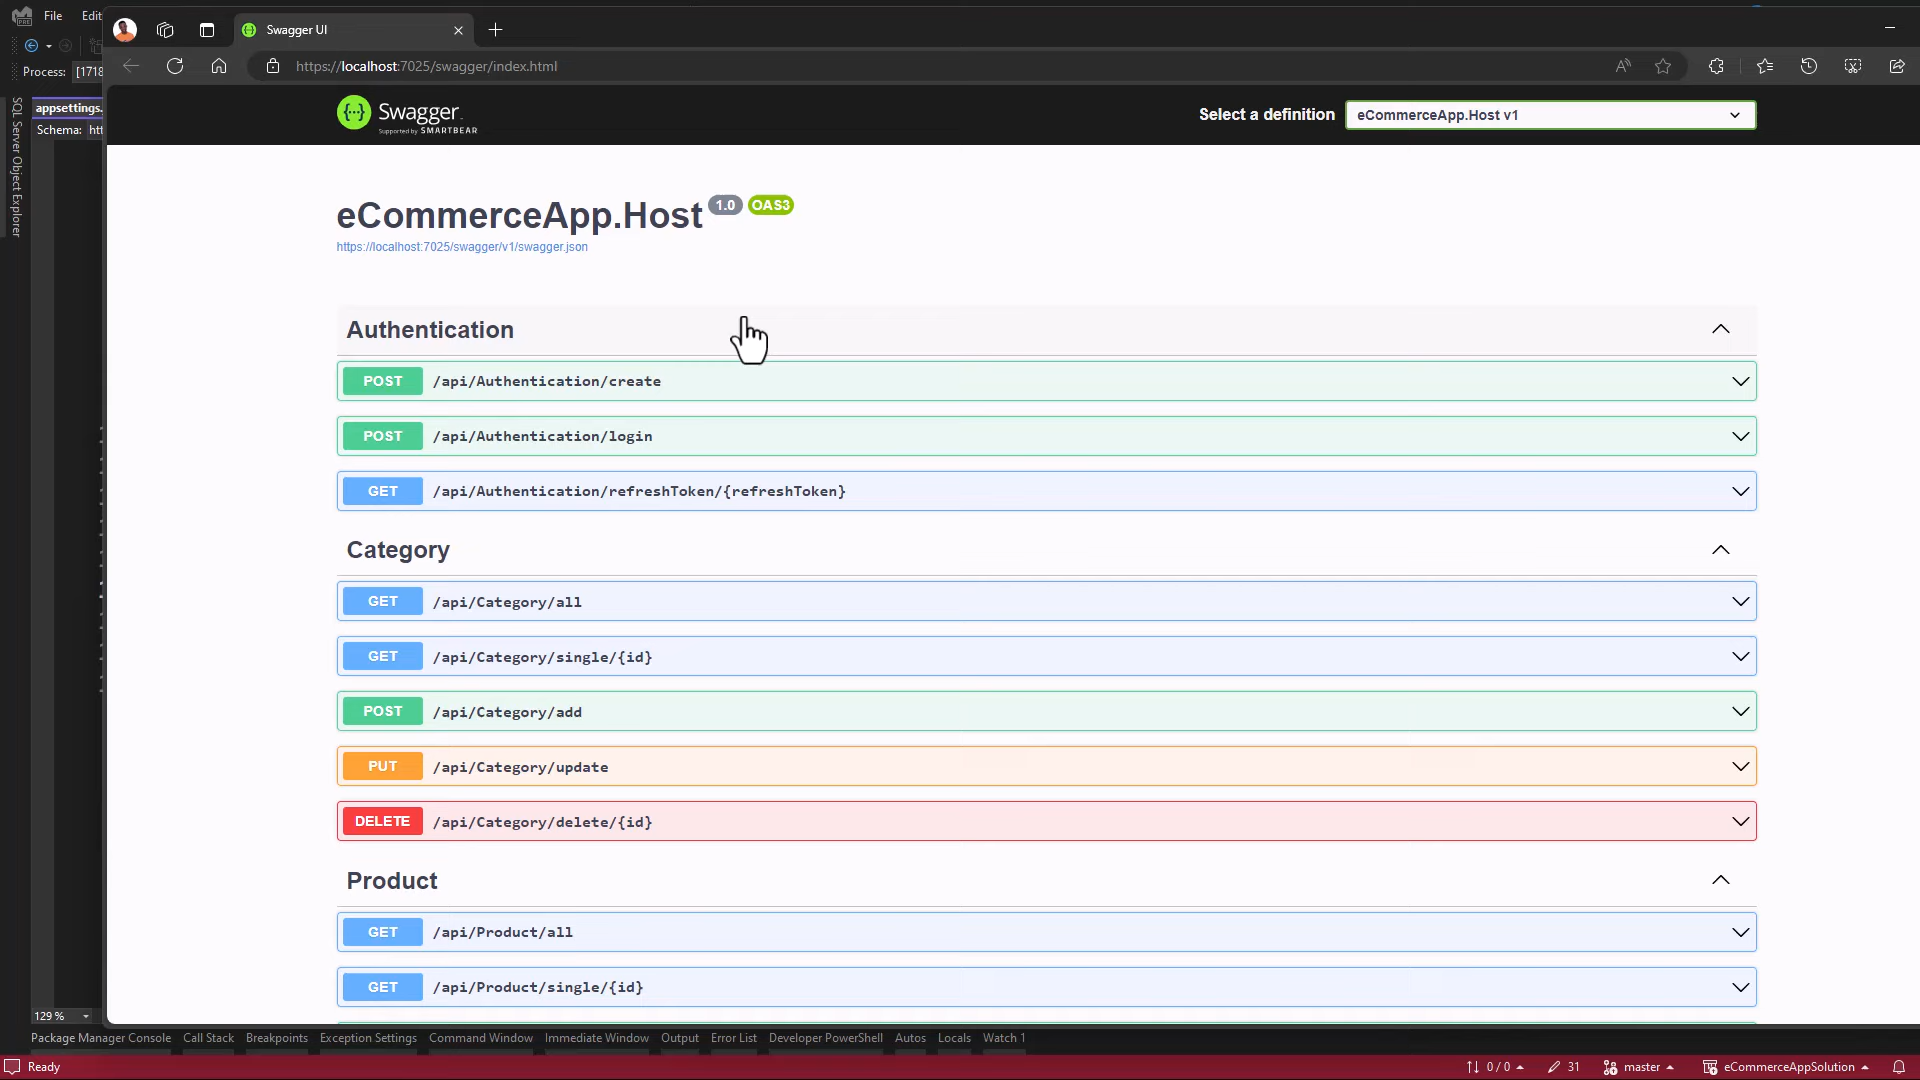 File Edit
Swagger UI
Process: [1718
https://localhost:7025/swagger/index.html
appsettings.
Schema: htt
SQL Server Object Explorer
Swagger.
Supported by SMARTBEAR
Select a definition
eCommerceApp.Host v1
eCommerceApp.Host 1.0 OAS3
https://localhost:7025/swagger/v1/swagger.json
Authentication
POST /api/Authentication/create
POST /api/Authentication/login
GET /api/Authentication/refreshToken/{refreshToken}
Category
GET /api/Category/all
GET /api/Category/single/{id}
POST /api/Category/add
PUT /api/Category/update
DELETE /api/Category/delete/{id}
Product
GET /api/Product/all
GET /api/Product/single/{id}
129 %
Package Manager Console Call Stack Breakpoints Exception Settings Command Window Immediate Window Output Error List Developer PowerShell Autos Locals Watch 1
Ready 0 / 0 31 master eCommerceAppSolution